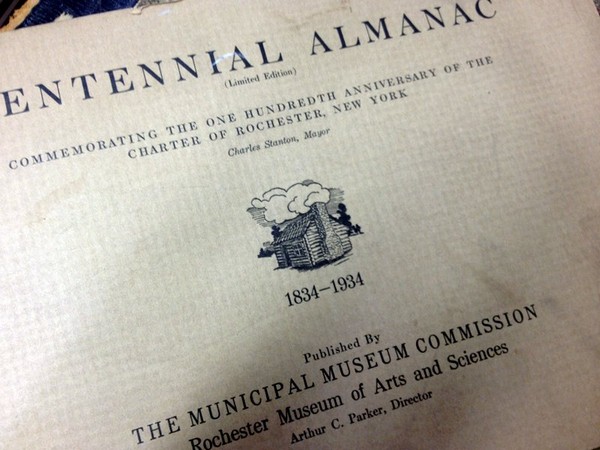 ENTENNIAL ALMANAC
(Limited Edition)
COMMEMORATING THE ONE HUNDREDTH ANNIVERSARY OF THE
CHARTER OF ROCHESTER, NEW YORK
Charles Stanton, Mayor
1834–1934
Published By
THE MUNICIPAL MUSEUM COMMISSION
Rochester Museum of Arts and Sciences
Arthur C. Parker, Director